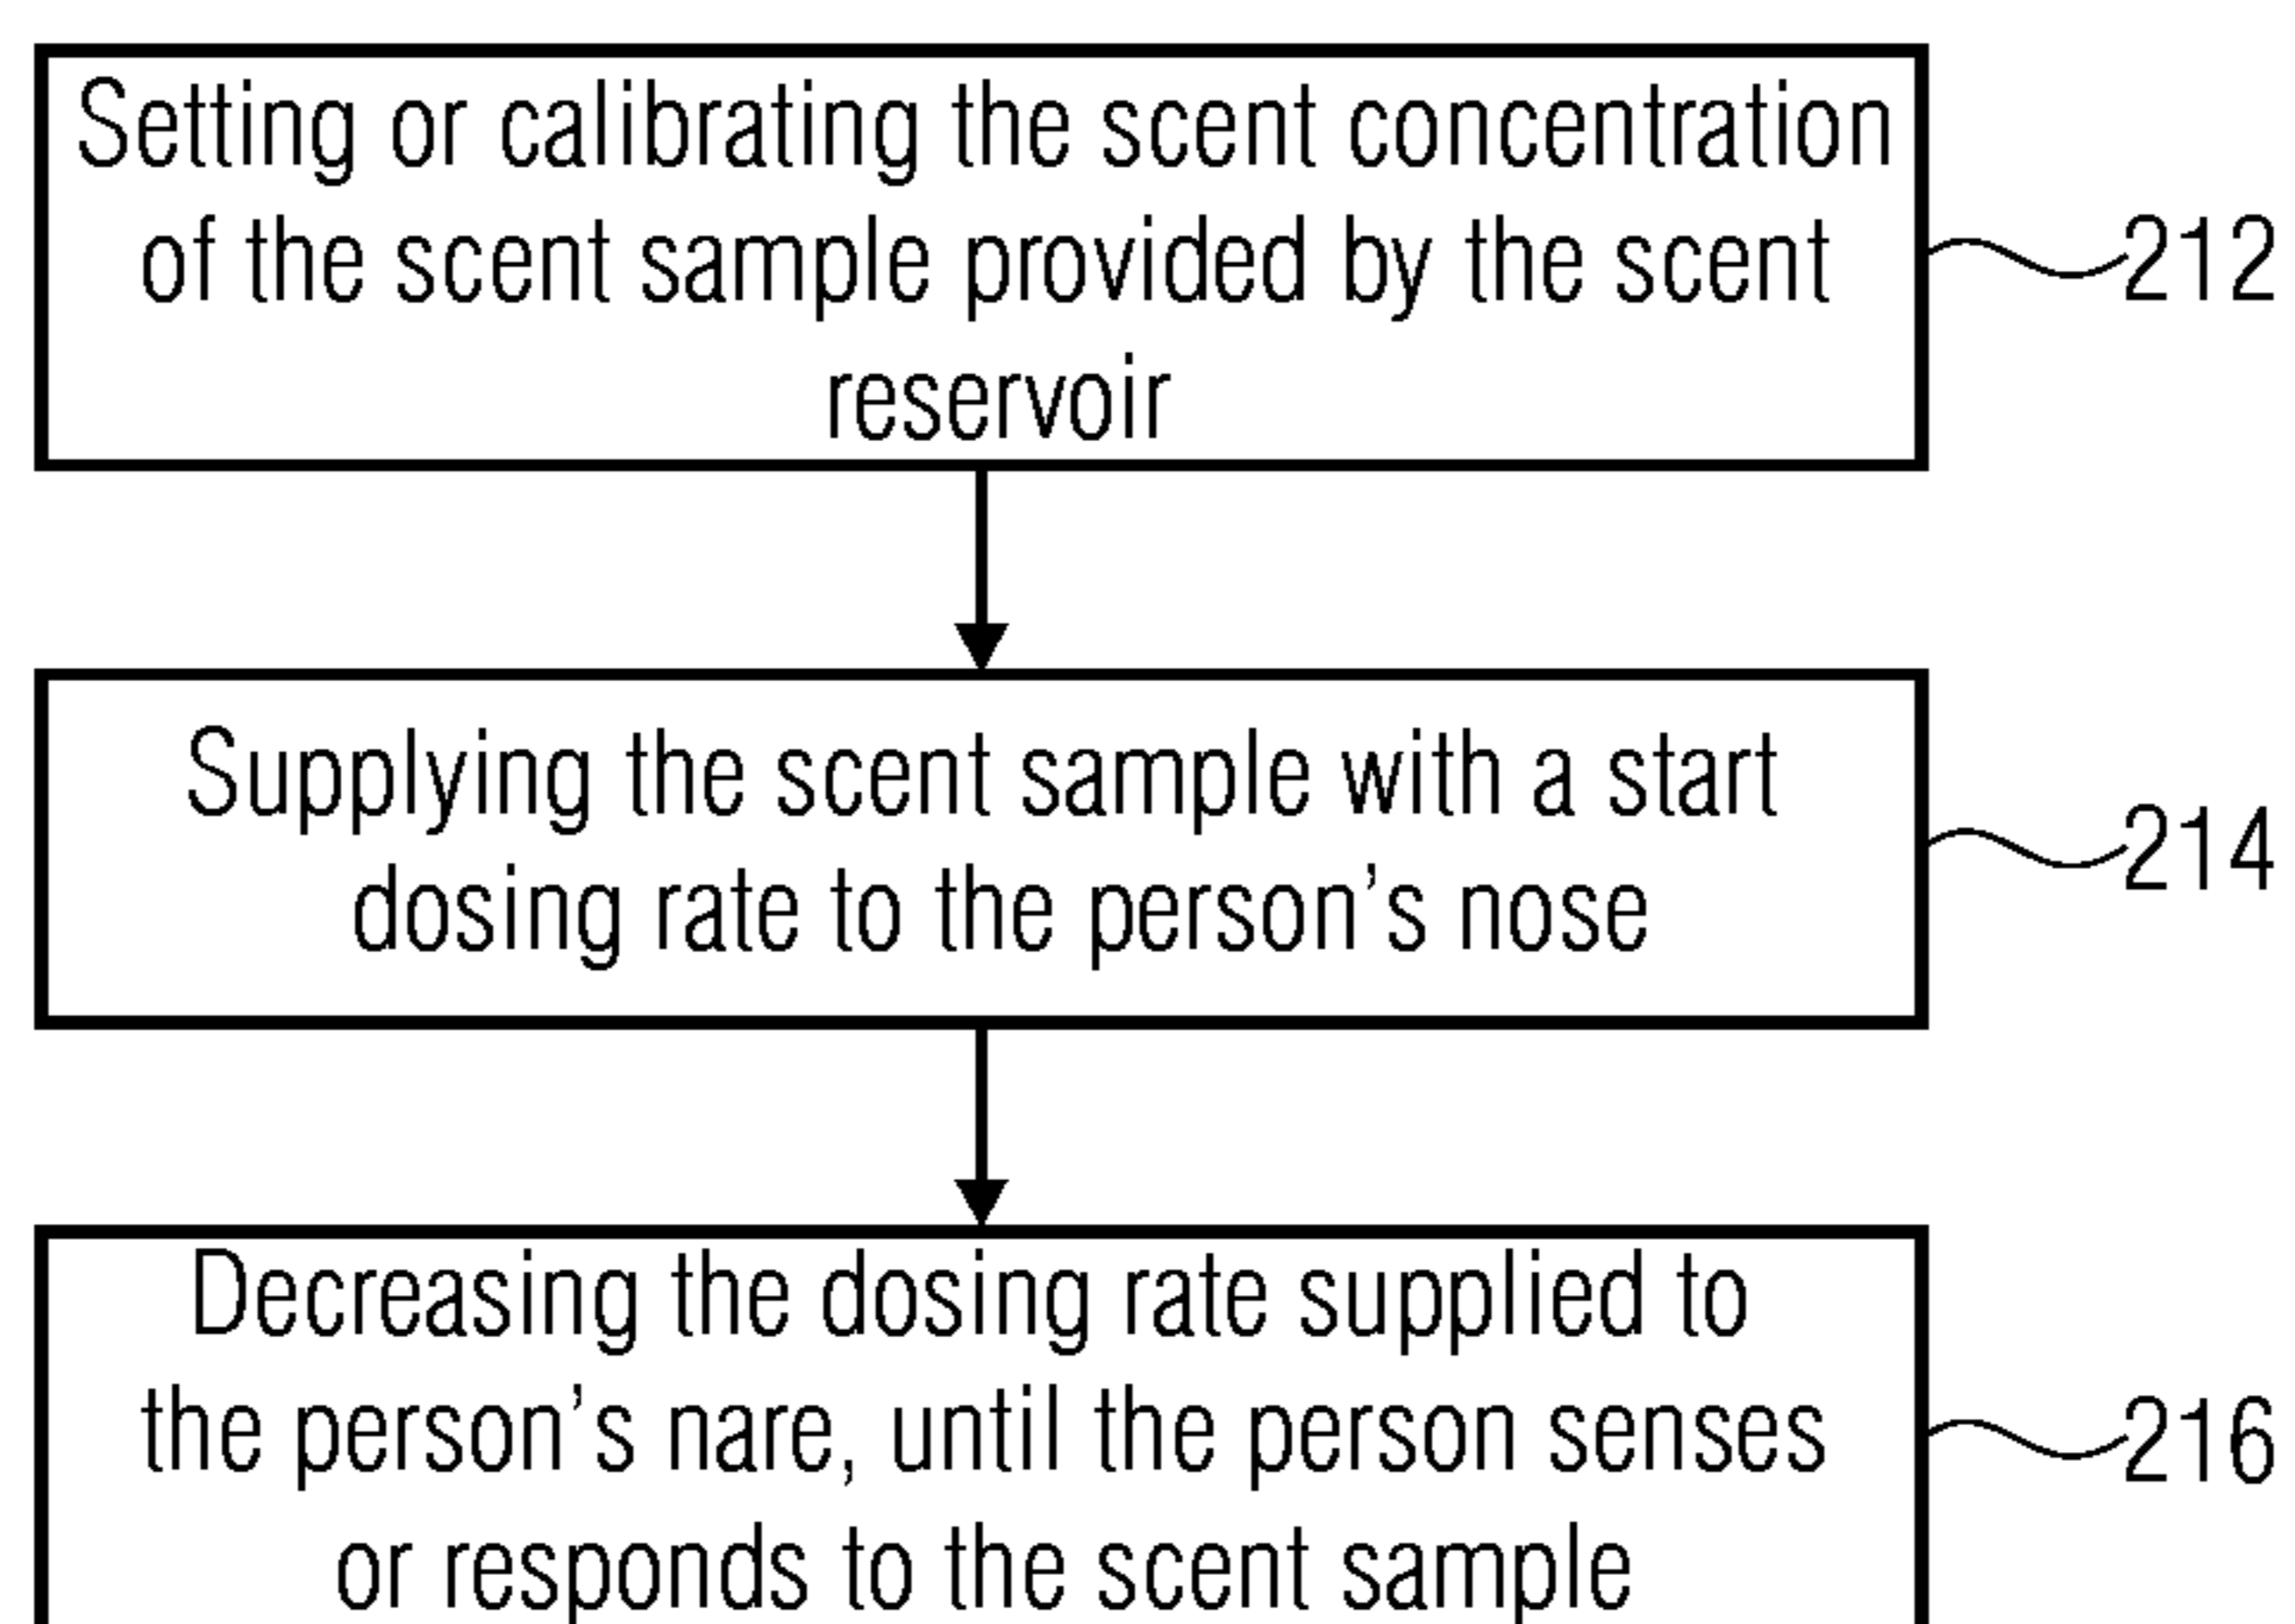 Setting or calibrating the scent concentration
of the scent sample provided by the scent
reservoir
212
Supplying the scent sample with a start
dosing rate to the person's nose
214
Decreasing the dosing rate supplied to
the person's nare, until the person senses
or responds to the scent sample
216